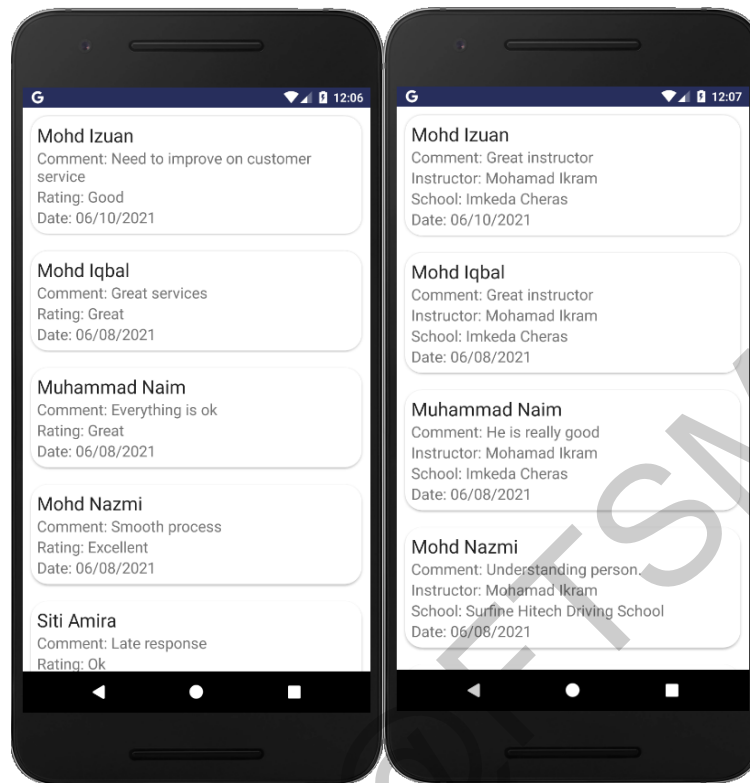 G 12:06
Mohd Izuan
Comment: Need to improve on customer
service
Rating: Good
Date: 06/10/2021
Mohd Iqbal
Comment: Great services
Rating: Great
Date: 06/08/2021
Muhammad Naim
Comment: Everything is ok
Rating: Great
Date: 06/08/2021
Mohd Nazmi
Comment: Smooth process
Rating: Excellent
Date: 06/08/2021
Siti Amira
Comment: Late response
Rating: Ok
G 12:07
Mohd Izuan
Comment: Great instructor
Instructor: Mohamad Ikram
School: Imkeda Cheras
Date: 06/10/2021
Mohd Iqbal
Comment: Great instructor
Instructor: Mohamad Ikram
School: Imkeda Cheras
Date: 06/08/2021
Muhammad Naim
Comment: He is really good
Instructor: Mohamad Ikram
School: Imkeda Cheras
Date: 06/08/2021
Mohd Nazmi
Comment: Understanding person.
Instructor: Mohamad Ikram
School: Surfine Hitech Driving School
Date: 06/08/2021
@FTSM